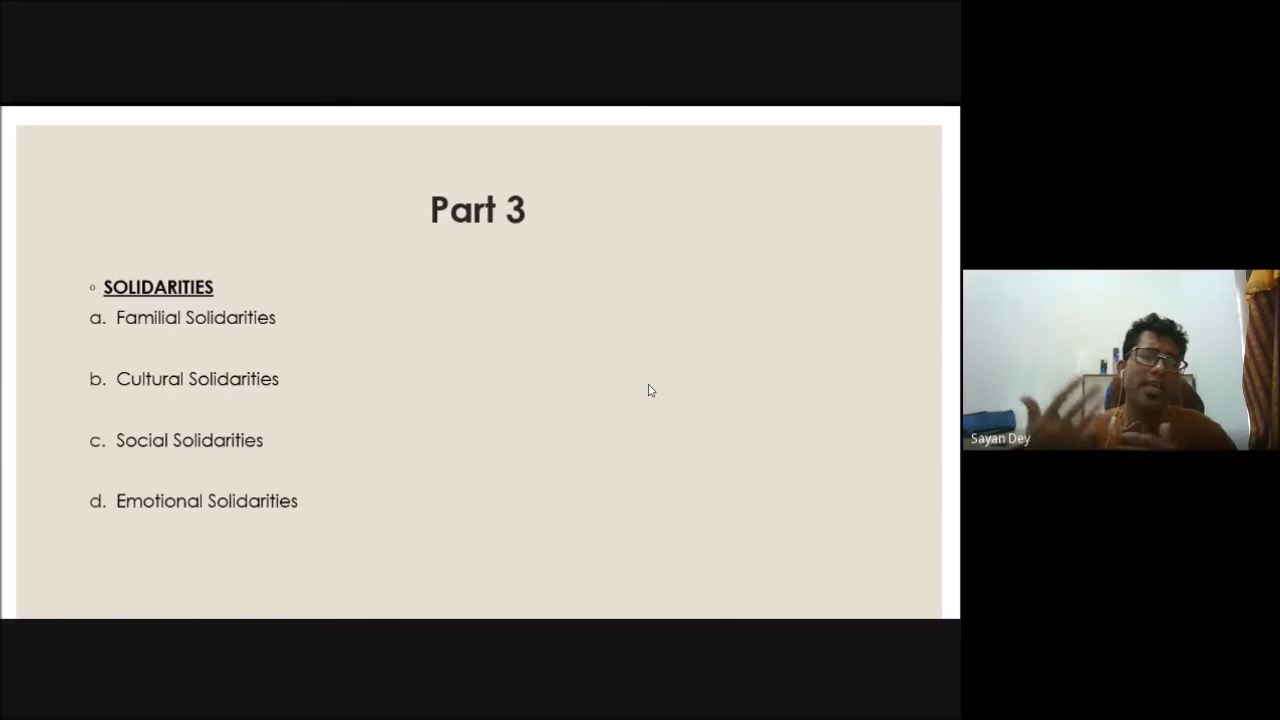 Part 3
◦ SOLIDARITIES
a. Familial Solidarities
b. Cultural Solidarities
c. Social Solidarities
d. Emotional Solidarities
Sayan Dey